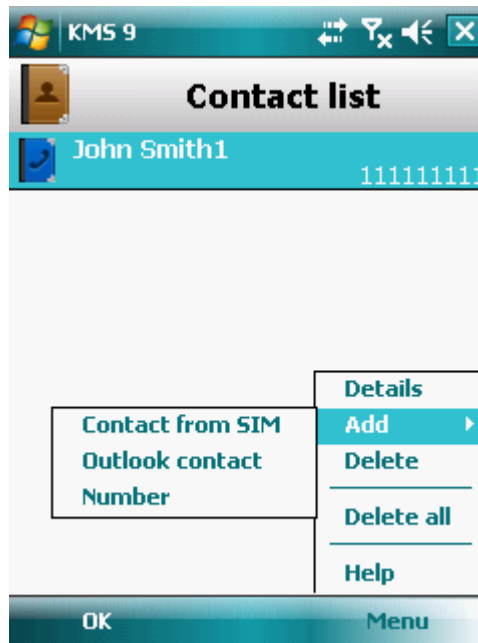 KMS 9
Contact list
John Smith1
111111111
Details
Add
Contact from SIM
Outlook contact
Number
Delete
Delete all
Help
OK
Menu